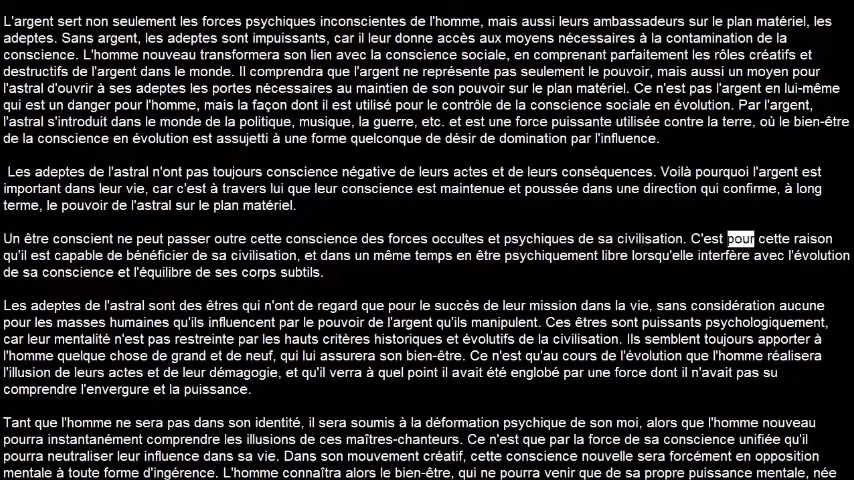 L'argent sert non seulement les forces psychiques inconscientes de l'homme, mais aussi leurs ambassadeurs sur le plan matériel, les
adeptes. Sans argent, les adeptes sont impuissants, car il leur donne accès aux moyens nécessaires à la contamination de la
conscience. L'homme nouveau transformera son lien avec la conscience sociale, en comprenant parfaitement les rôles créatifs et
destructifs de l'argent dans le monde. Il comprendra que l'argent ne représente pas seulement le pouvoir, mais aussi un moyen pour
l'astral d'ouvrir à ses adeptes les portes nécessaires au maintien de son pouvoir sur le plan matériel. Ce n'est pas l'argent en lui-même
qui est un danger pour l'homme, mais la façon dont il est utilisé pour le contrôle de la conscience sociale en évolution. Par l'argent,
l'astral s'introduit dans le monde de la politique, musique, la guerre, etc. et est une force puissante utilisée contre la terre, où le bien-être
de la conscience en évolution est assujetti à une forme quelconque de désir de domination par l'influence.
Les adeptes de l'astral n'ont pas toujours conscience négative de leurs actes et de leurs conséquences. Voilà pourquoi l'argent est
important dans leur vie, car c'est à travers lui que leur conscience est maintenue et poussée dans une direction qui confirme, à long
terme, le pouvoir de l'astral sur le plan matériel.
Un être conscient ne peut passer outre cette conscience des forces occultes et psychiques de sa civilisation. C'est pour cette raison
qu'il est capable de bénéficier de sa civilisation, et dans un même temps en être psychiquement libre lorsqu'elle interfère avec l'évolution
de sa conscience et l'équilibre de ses corps subtils.
Les adeptes de l'astral sont des êtres qui n'ont de regard que pour le succès de leur mission dans la vie, sans considération aucune
pour les masses humaines qu'ils influencent par le pouvoir de l'argent qu'ils manipulent. Ces êtres sont puissants psychologiquement,
car leur mentalité n'est pas restreinte par les hauts critères historiques et évolutifs de la civilisation. Ils semblent toujours apporter à
l'homme quelque chose de grand et de neuf, qui lui assurera son bien-être. Ce n'est qu'au cours de l'évolution que l'homme réalisera
l'illusion de leurs actes et de leur démagogie, et qu'il verra à quel point il avait été englobé par une force dont il n'avait pas su
comprendre l'envergure et la puissance.
Tant que l'homme ne sera pas dans son identité, il sera soumis à la déformation psychique de son moi, alors que l'homme nouveau
pourra instantanément comprendre les illusions de ces maîtres-chanteurs. Ce n'est que par la force de sa conscience unifiée qu'il
pourra neutraliser leur influence dans sa vie. Dans son mouvement créatif, cette conscience nouvelle sera forcément en opposition
mentale à toute forme d'ingérence. L'homme connaîtra alors le bien-être, qui ne pourra venir que de sa propre puissance mentale, née